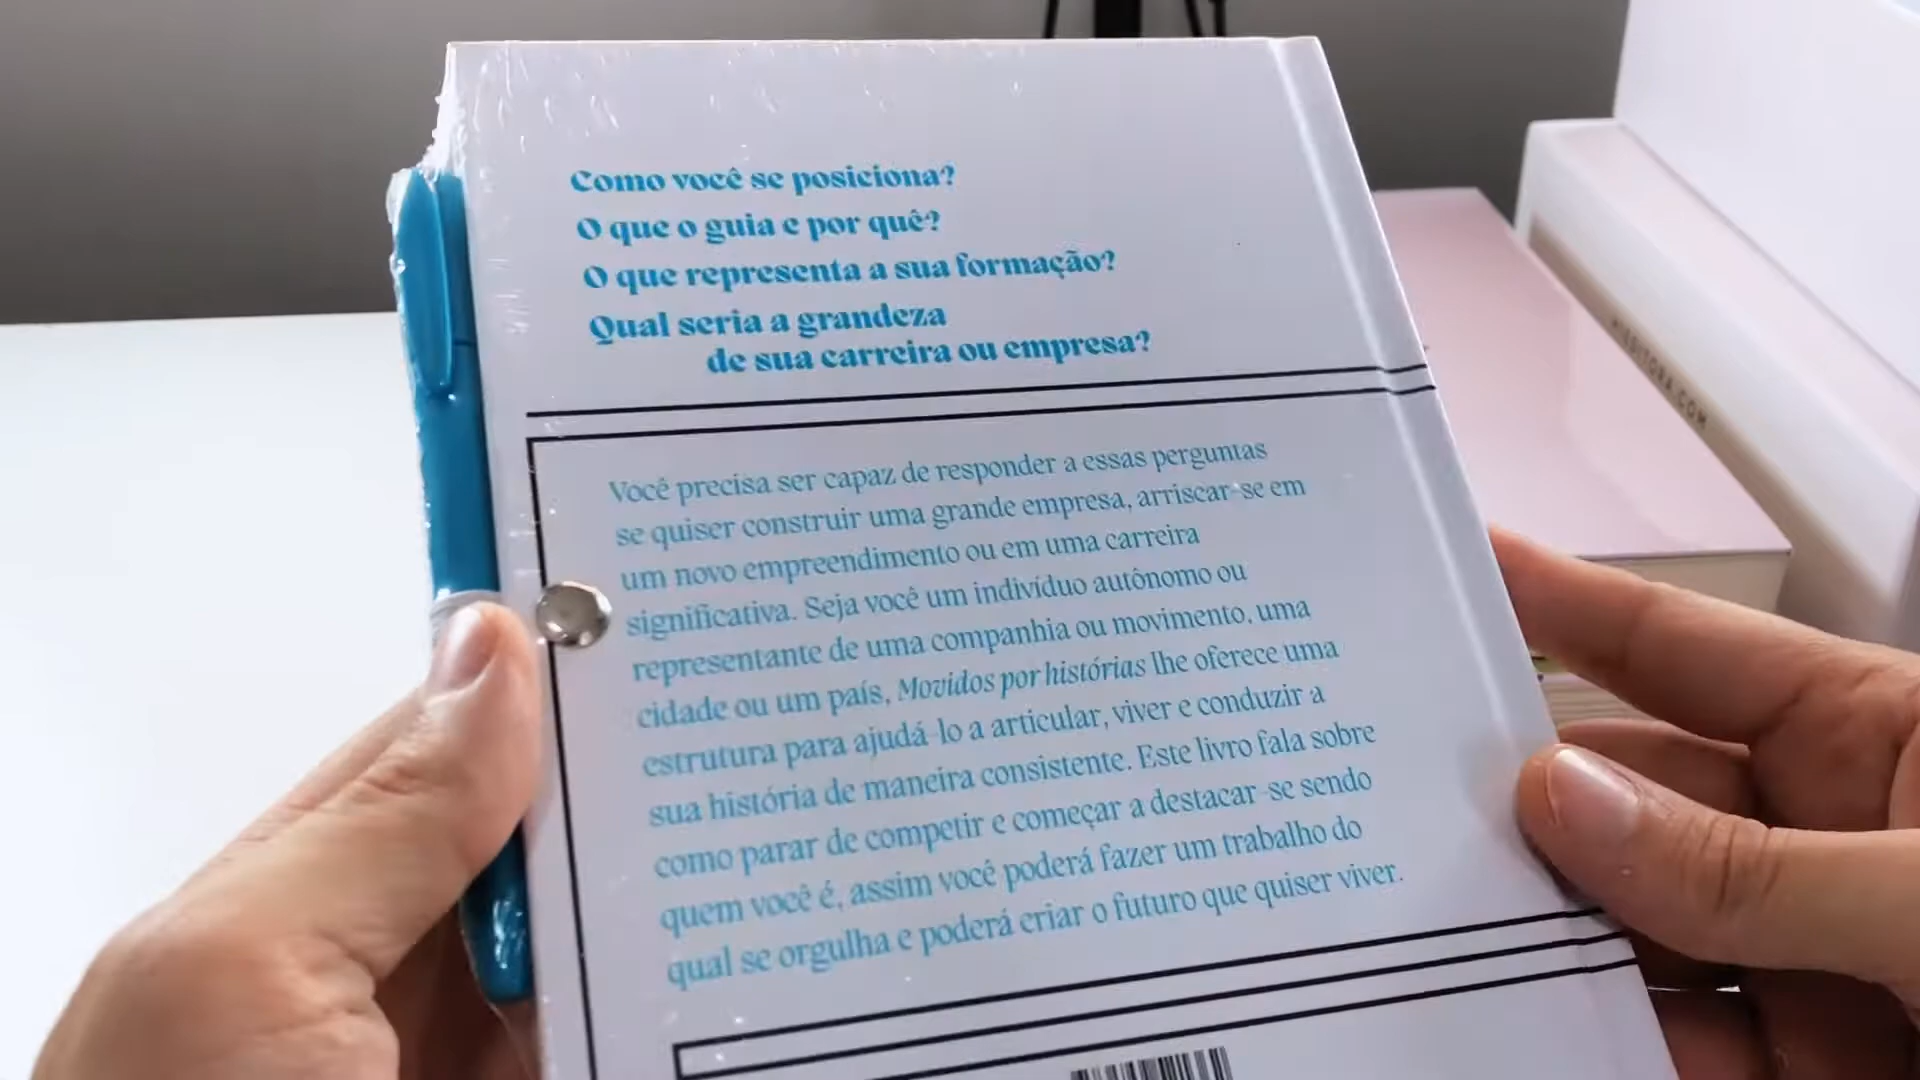 Como você se posiciona?
O que o guia e por quê?
O que representa a sua formação?
Qual seria a grandeza
de sua carreira ou empresa?
Você precisa ser capaz de responder a essas perguntas
se quiser construir uma grande empresa, arriscar-se em
um novo empreendimento ou em uma carreira
significativa. Seja você um indivíduo autônomo ou
representante de uma companhia ou movimento, uma
cidade ou um país, Movidos por histórias lhe oferece uma
estrutura para ajudá-lo a articular, viver e conduzir a
sua história de maneira consistente. Este livro fala sobre
como parar de competir e começar a destacar-se sendo
quem você é, assim você poderá fazer um trabalho do
qual se orgulha e poderá criar o futuro que quiser viver.